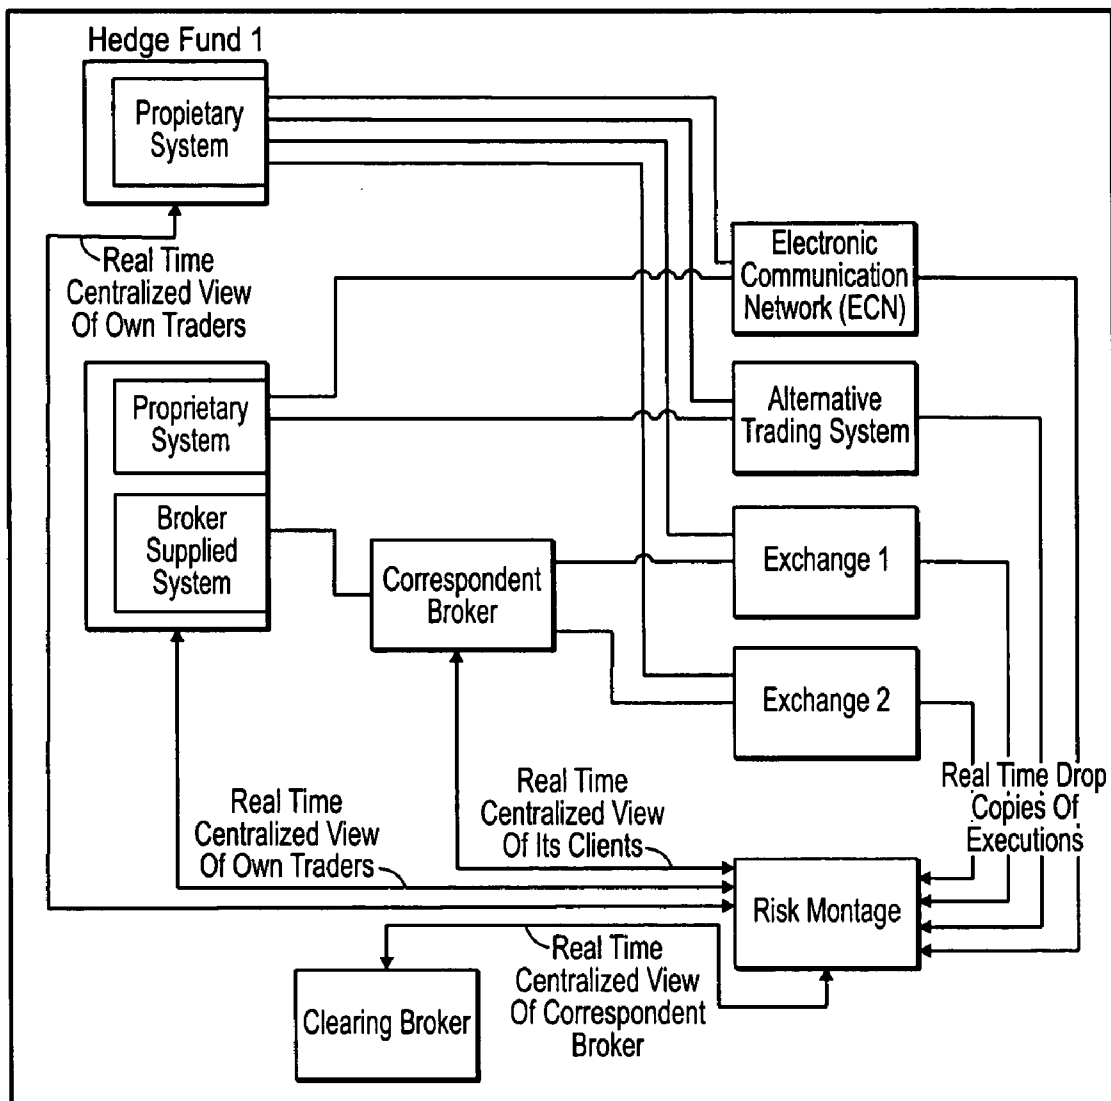 Hedge Fund 1
Propietary
System
Real Time
Centralized View
Of Own Traders
Electronic
Communication
Network (ECN)
Proprietary
System
Alternative
Trading System
Broker
Supplied
System
Correspondent
Broker
Exchange 1
Exchange 2
Real Time Drop
Copies Of
Executions
Real Time
Centralized View
Of Own Traders
Real Time
Centralized View
Of Its Clients
Risk Montage
Real Time
Centralized View
Of Correspondent
Broker
Clearing Broker